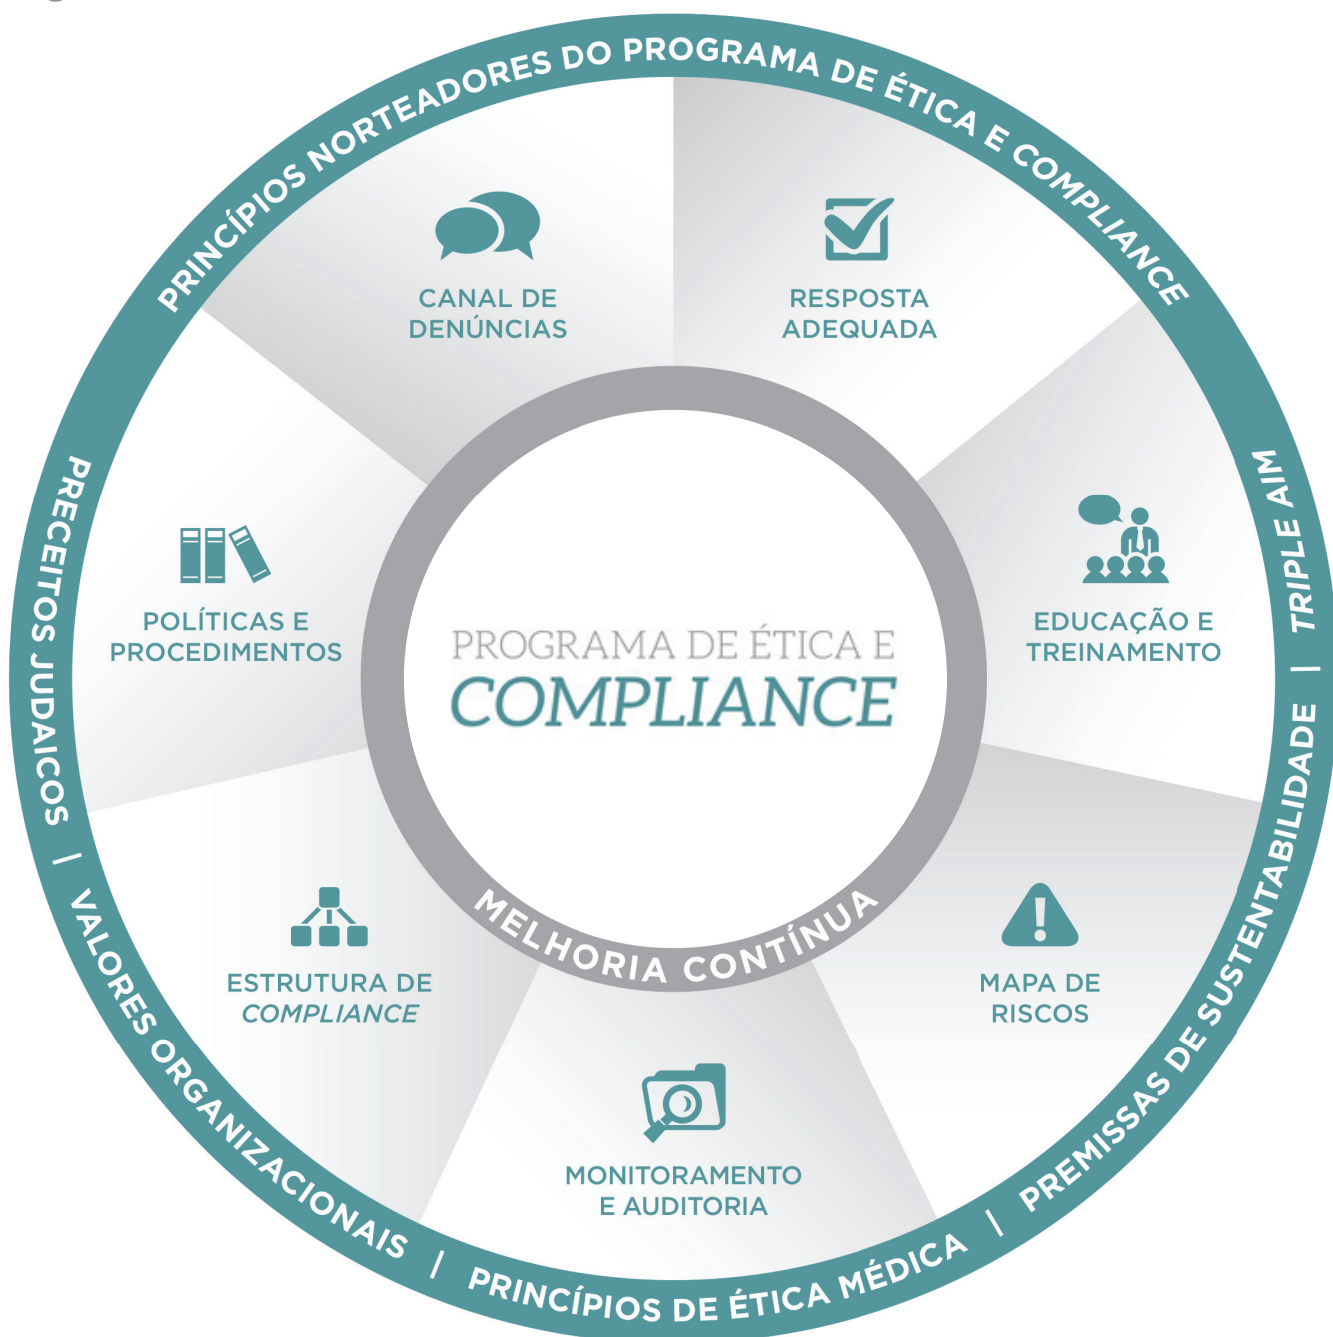 PRINCÍPIOS NORTEADORES DO PROGRAMA DE ÉTICA E COMPLIANCE
PRECEITOS JUDAICOS | VALORES ORGANIZACIONAIS | PRINCÍPIOS DE ÉTICA MÉDICA | PREMISSAS DE SUSTENTABILIDADE | TRIPLE AIM
CANAL DE
DENÚNCIAS
RESPOSTA
ADEQUADA
POLÍTICAS E
PROCEDIMENTOS
EDUCAÇÃO E
TREINAMENTO
PROGRAMA DE ÉTICA E
COMPLIANCE
MELHORIA CONTÍNUA
ESTRUTURA DE
COMPLIANCE
MAPA DE
RISCOS
MONITORAMENTO
E AUDITORIA